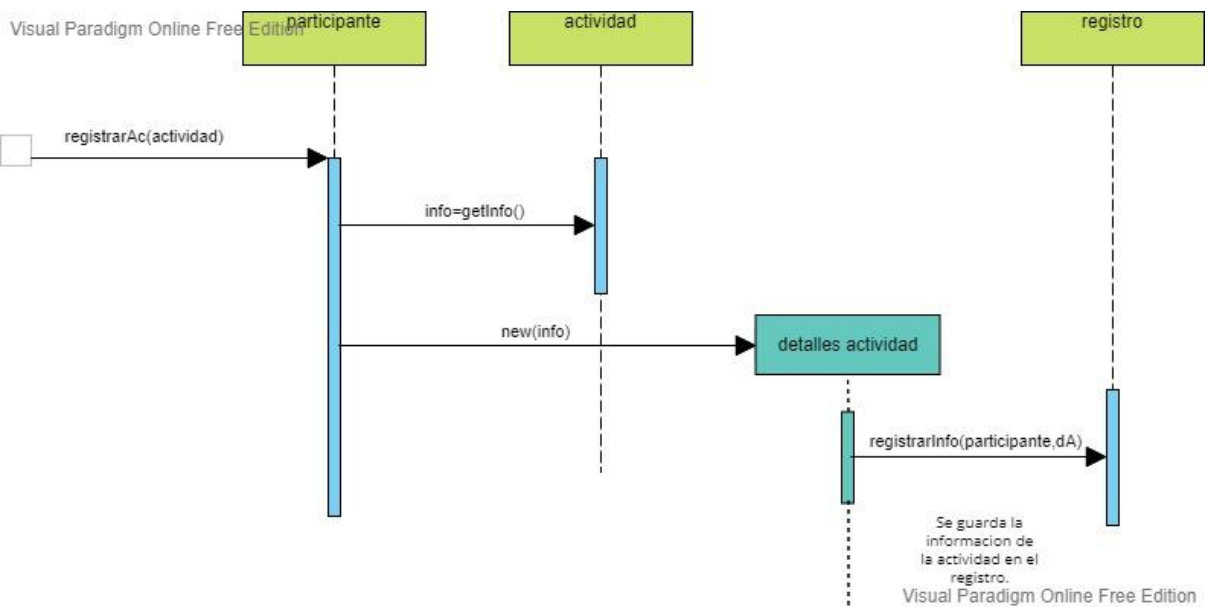 Visual Paradigm Online Free Edition
participante
actividad
registro
registrarAc(actividad)
info=getInfo()
new(info)
detalles actividad
registrarInfo(participante,dA)
Se guarda la
informacion de
la actividad en el
registro.
Visual Paradigm Online Free Edition